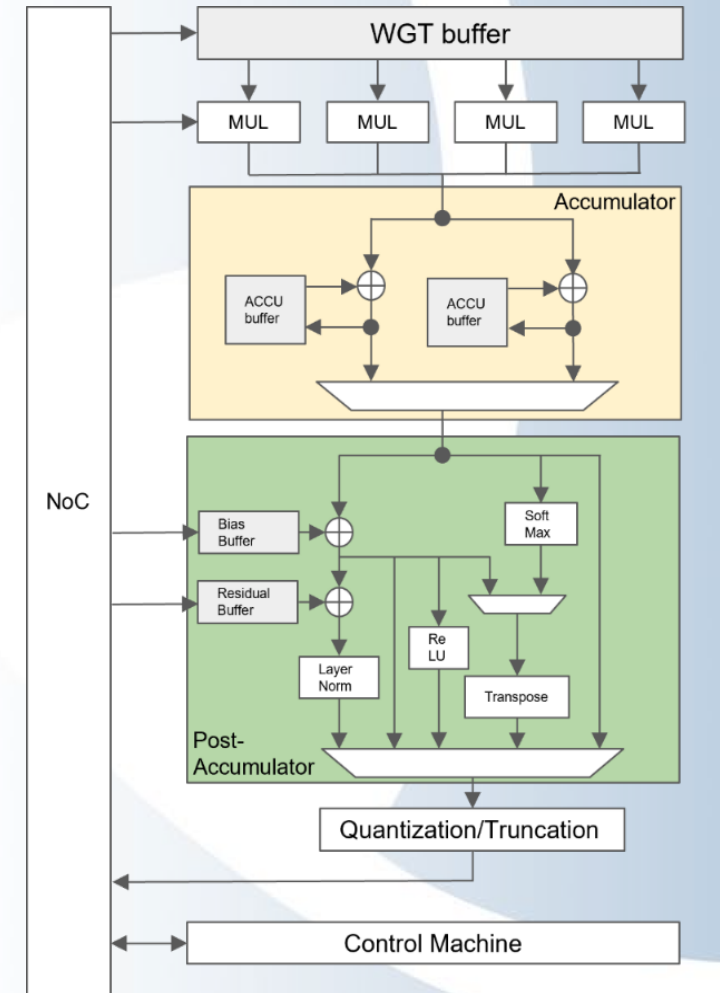 WGT buffer
MUL
MUL
MUL
MUL
Accumulator
ACCU
buffer
ACCU
buffer
NoC
Bias
Buffer
Soft
Max
Residual
Buffer
Re
LU
Layer
Norm
Transpose
Post-
Accumulator
Quantization/Truncation
Control Machine